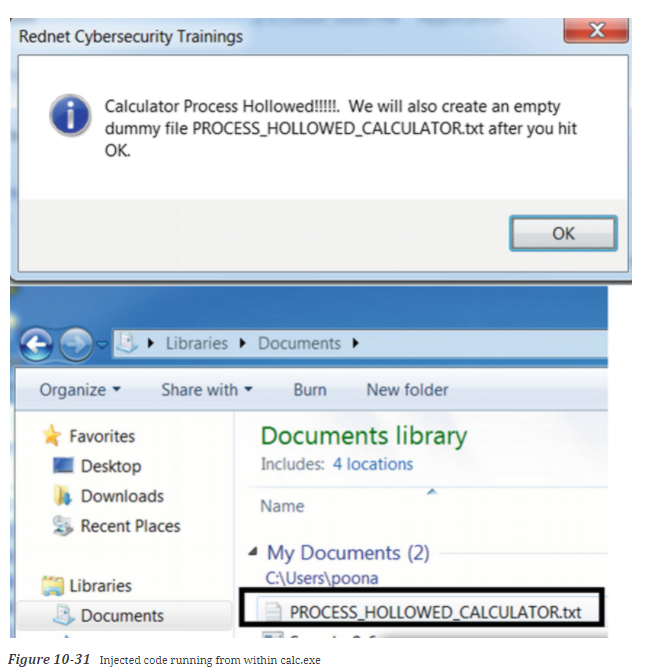 Rednet Cybersecurity Trainings
Calculator Process Hollowed!!!!!. We will also create an empty
dummy file PROCESS_HOLLOWED_CALCULATOR.txt after you hit
OK.
OK
Libraries
Documents
Organize
Share with
Burn
New folder
Favorites
Desktop
Downloads
Recent Places
Libraries
Documents
Documents library
Includes: 4 locations
Name
My Documents (2)
C:\Users\poona
PROCESS_HOLLOWED_CALCULATOR.txt
Figure 10-31 Injected code running from within calc.exe